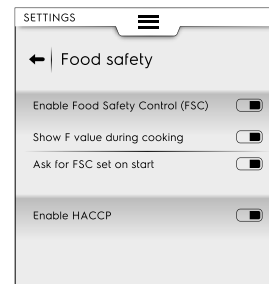 SETTINGS
Food safety
Enable Food Safety Control (FSC)
Show F value during cooking
Ask for FSC set on start
Enable HACCP